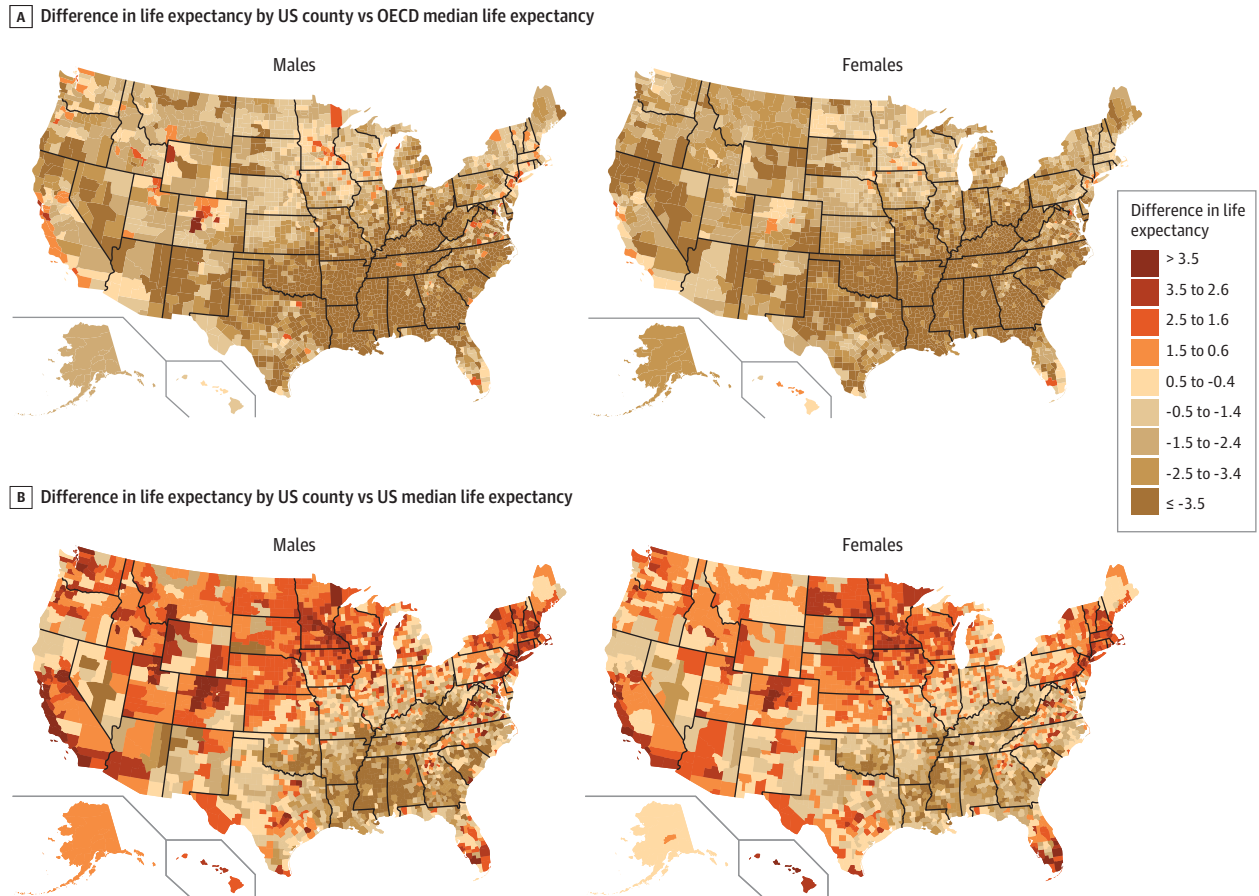 A Difference in life expectancy by US county vs OECD median life expectancy
Males
Females
Difference in life
expectancy
> 3.5
3.5 to 2.6
2.5 to 1.6
1.5 to 0.6
0.5 to -0.4
-0.5 to -1.4
-1.5 to -2.4
-2.5 to -3.4
≤ -3.5
B Difference in life expectancy by US county vs US median life expectancy
Males
Females